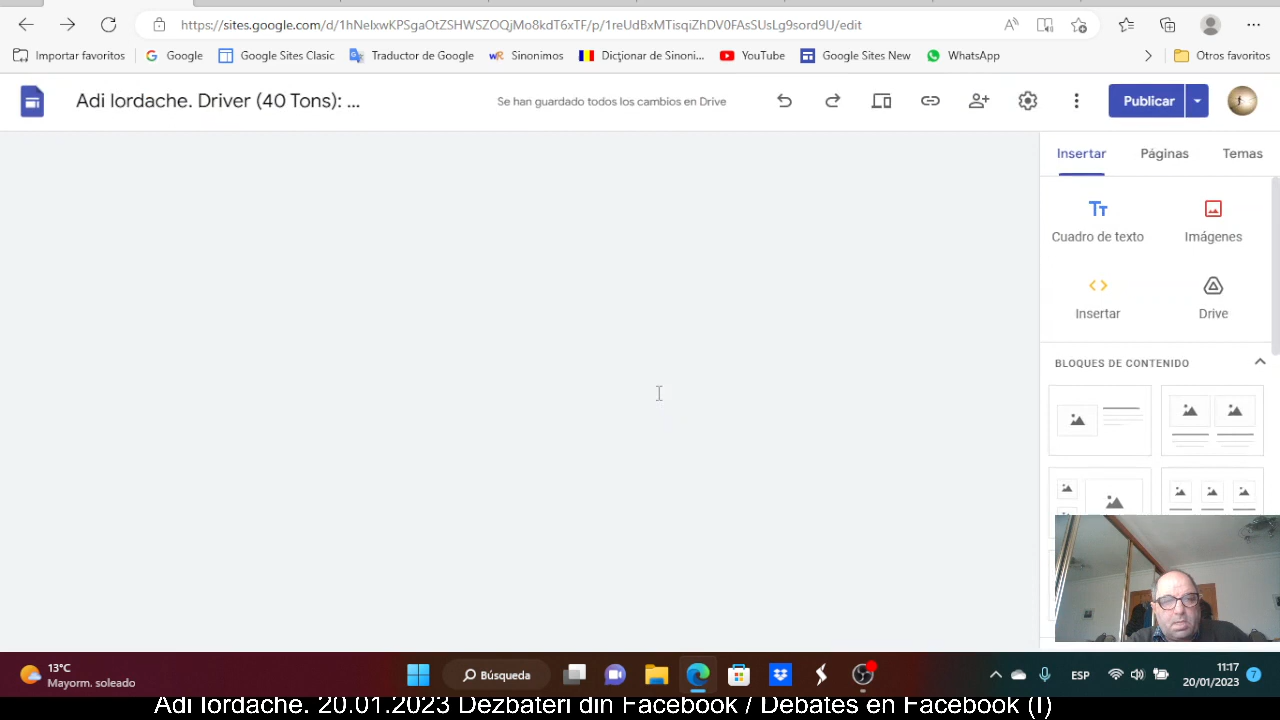 https://sites.google.com/d/1hNelxwKPSgaOtZSHWSZOQjMo8kdT6xTF/p/1reUdBxMTisqiZhDV0FAsSUsLg9sord9U/edit
Importar favoritos
Google
Google Sites Clasic
Traductor de Google
Sinonimos
Dicționar de Sinoni...
YouTube
Google Sites New
WhatsApp
Otros favoritos
Adi Iordache. Driver (40 Tons): ...
Se han guardado todos los cambios en Drive
Publicar
Insertar
Páginas
Temas
Cuadro de texto
Imágenes
Insertar
Drive
BLOQUES DE CONTENIDO
13°C
Mayorm. soleado
Búsqueda
ESP
11:17
20/01/2023
7
Adi Iordache. 20.01.2023 Dezbateri din Facebook / Debates en Facebook (I)